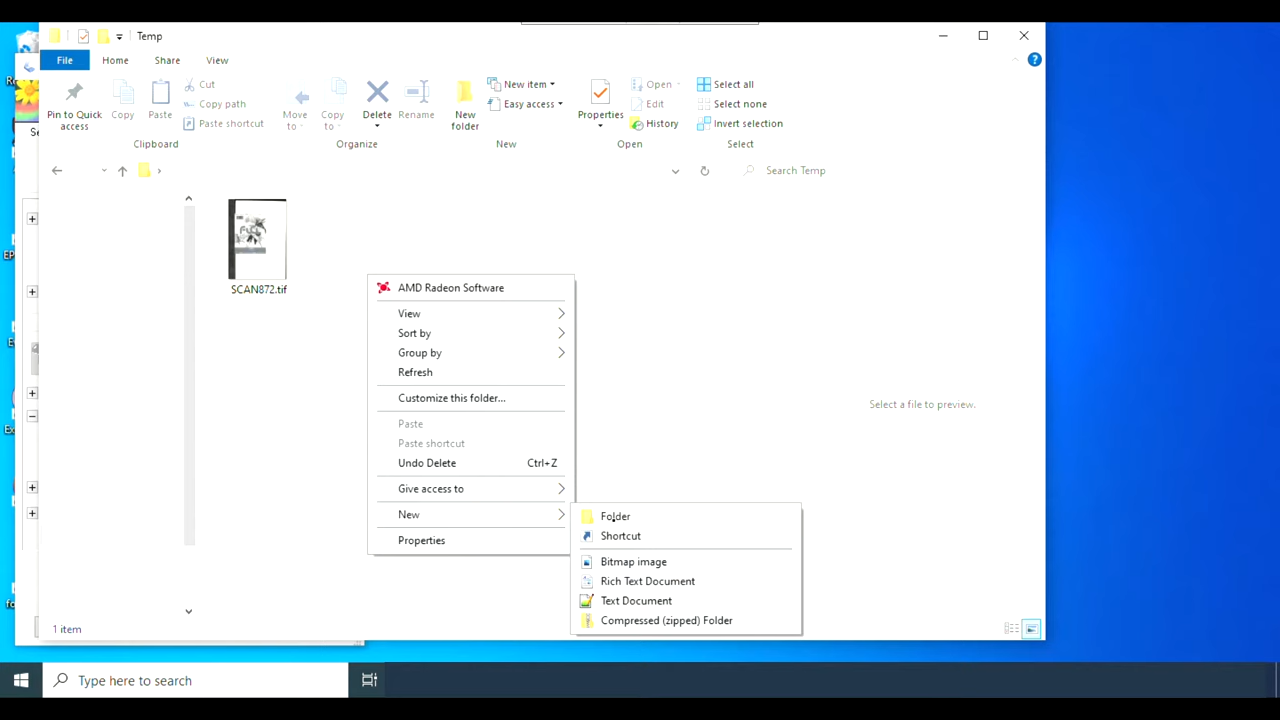 Temp
File Home Share View
Pin to Quick access
Copy
Paste
Cut
Copy path
Paste shortcut
Clipboard
Move to
Copy to
Delete
Rename
Organize
New folder
New item
Easy access
New
Properties
Open
Edit
History
Open
Select all
Select none
Invert selection
Select
Search Temp
SCAN872.tif
AMD Radeon Software
View
Sort by
Group by
Refresh
Customize this folder...
Paste
Paste shortcut
Undo Delete Ctrl+Z
Give access to
New
Properties
Folder
Shortcut
Bitmap image
Rich Text Document
Text Document
Compressed (zipped) Folder
Select a file to preview.
1 item
Type here to search